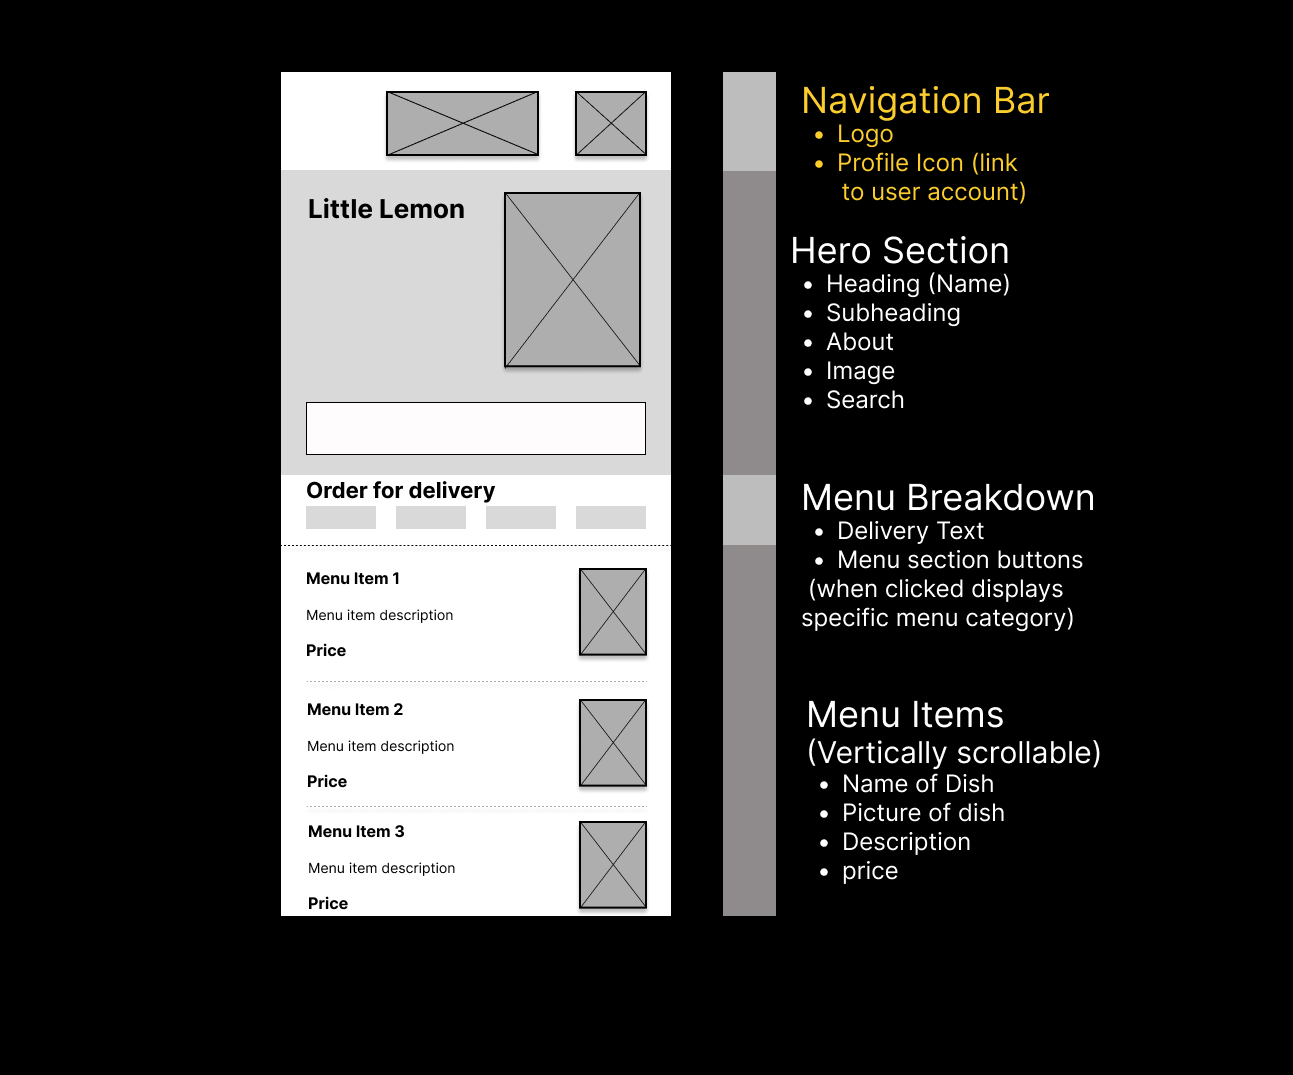 Little Lemon
Order for delivery
Menu Item 1
Menu item description
Price
Menu Item 2
Menu item description
Price
Menu Item 3
Menu item description
Price
Navigation Bar
• Logo
• Profile Icon (link
to user account)
Hero Section
• Heading (Name)
• Subheading
• About
• Image
• Search
Menu Breakdown
• Delivery Text
• Menu section buttons
(when clicked displays
specific menu category)
Menu Items
(Vertically scrollable)
• Name of Dish
• Picture of dish
• Description
• price